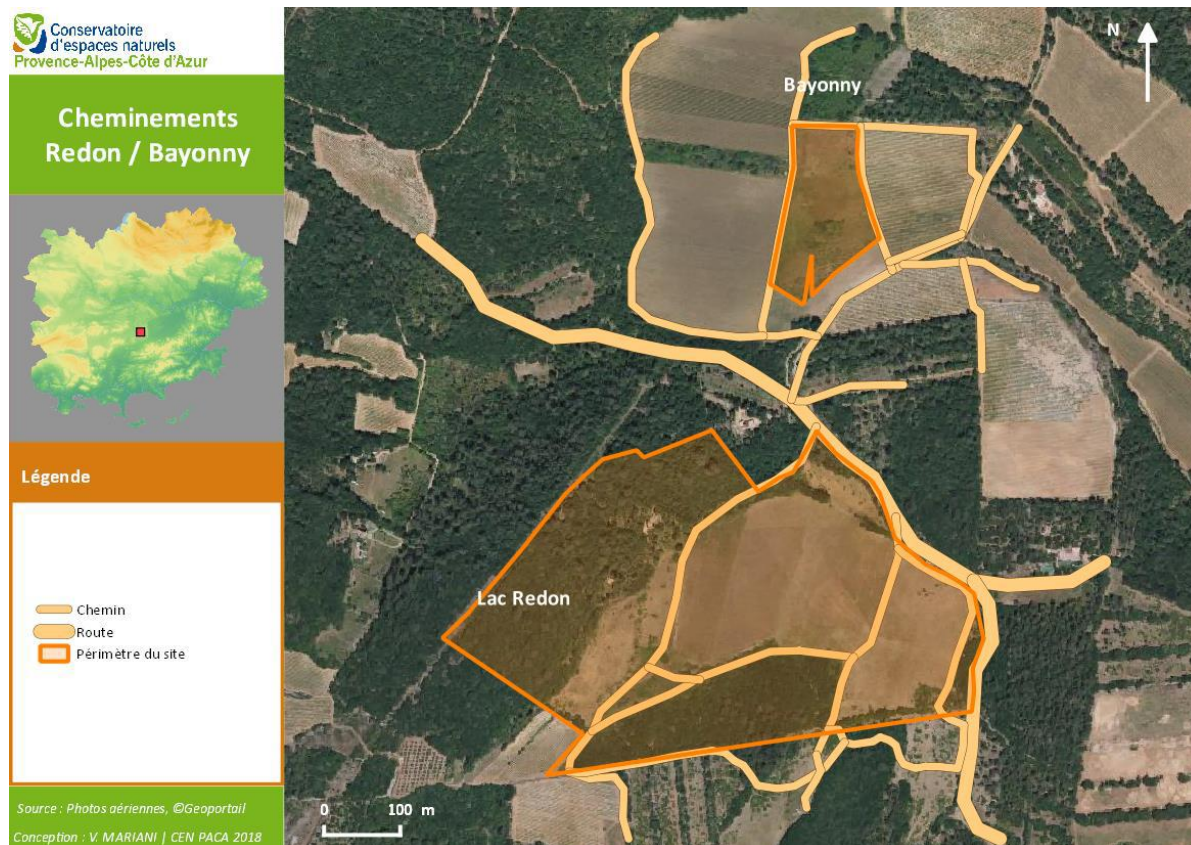 Conservatoire
d'espaces naturels
Provence-Alpes-Côte d'Azur
Cheminements
Redon / Bayonny
Légende
Chemin
Route
Périmètre du site
Source : Photos aériennes, ©Geoportail
Conception : V. MARIANI | CEN PACA 2018
N
Bayonny
Lac Redon
0 100 m